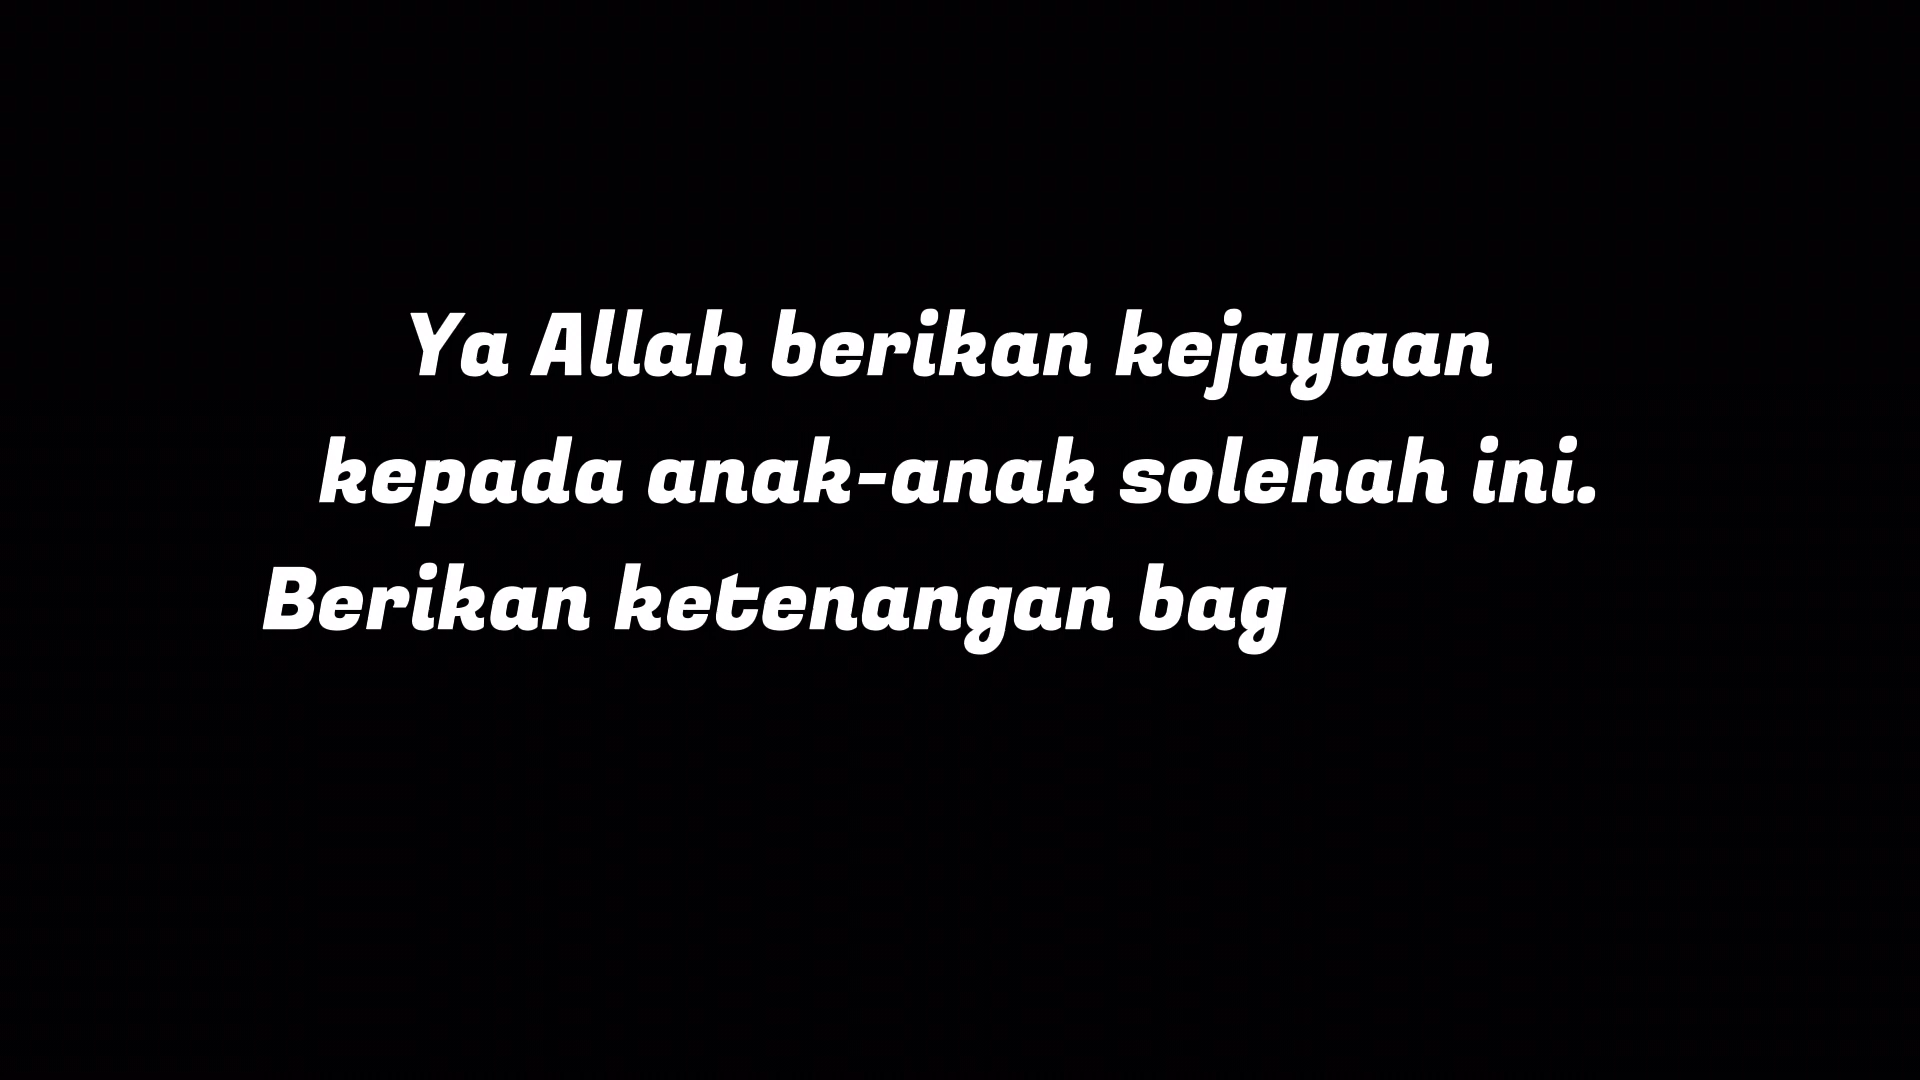 Ya Allah berikan kejayaan
kepada anak-anak solehah ini.
Berikan ketenangan bag